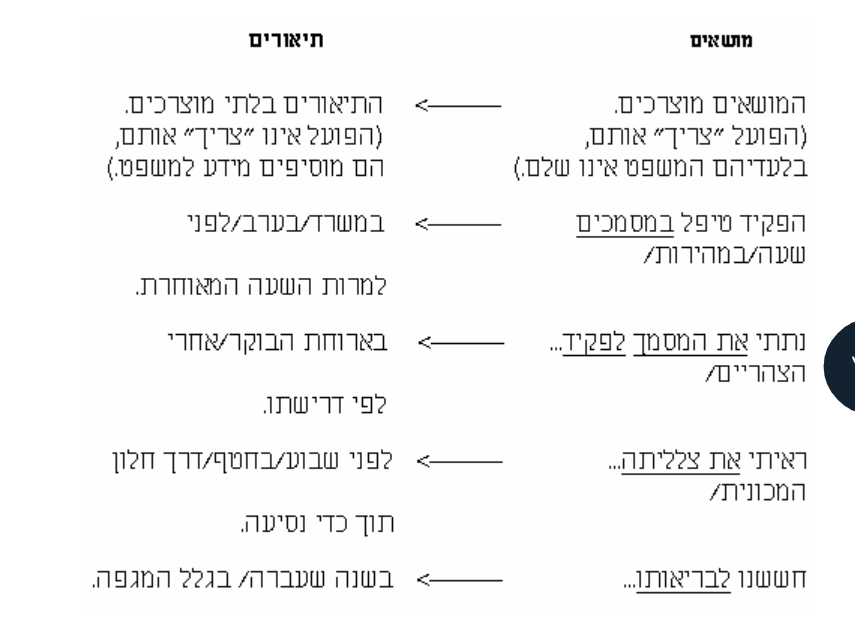 מושאים תיאורים
המושאים מוצרכים. התיאורים בלתי מוצרכים.
(הפועל "צריך" אותם, (הפועל אינו "צריך" אותם,
בלעדיהם המשפט אינו שלם.) הם מוסיפים מידע למשפט.)
הפקיד טיפל במסמכים במשרד/בערב/לפני
שעה/במהירות/
למרות השעה המאוחרת.
נתתי את המסמך לפקיד... בארוחת הבוקר/אחרי
הצהריים/
לפי דרישתו.
ראיתי את צלליתה... לפני שבוע/בחטף/דרך חלון
המכונית/
תוך כדי נסיעה.
חששנו לבריאותו... בשנה שעברה/ בגלל המגפה.